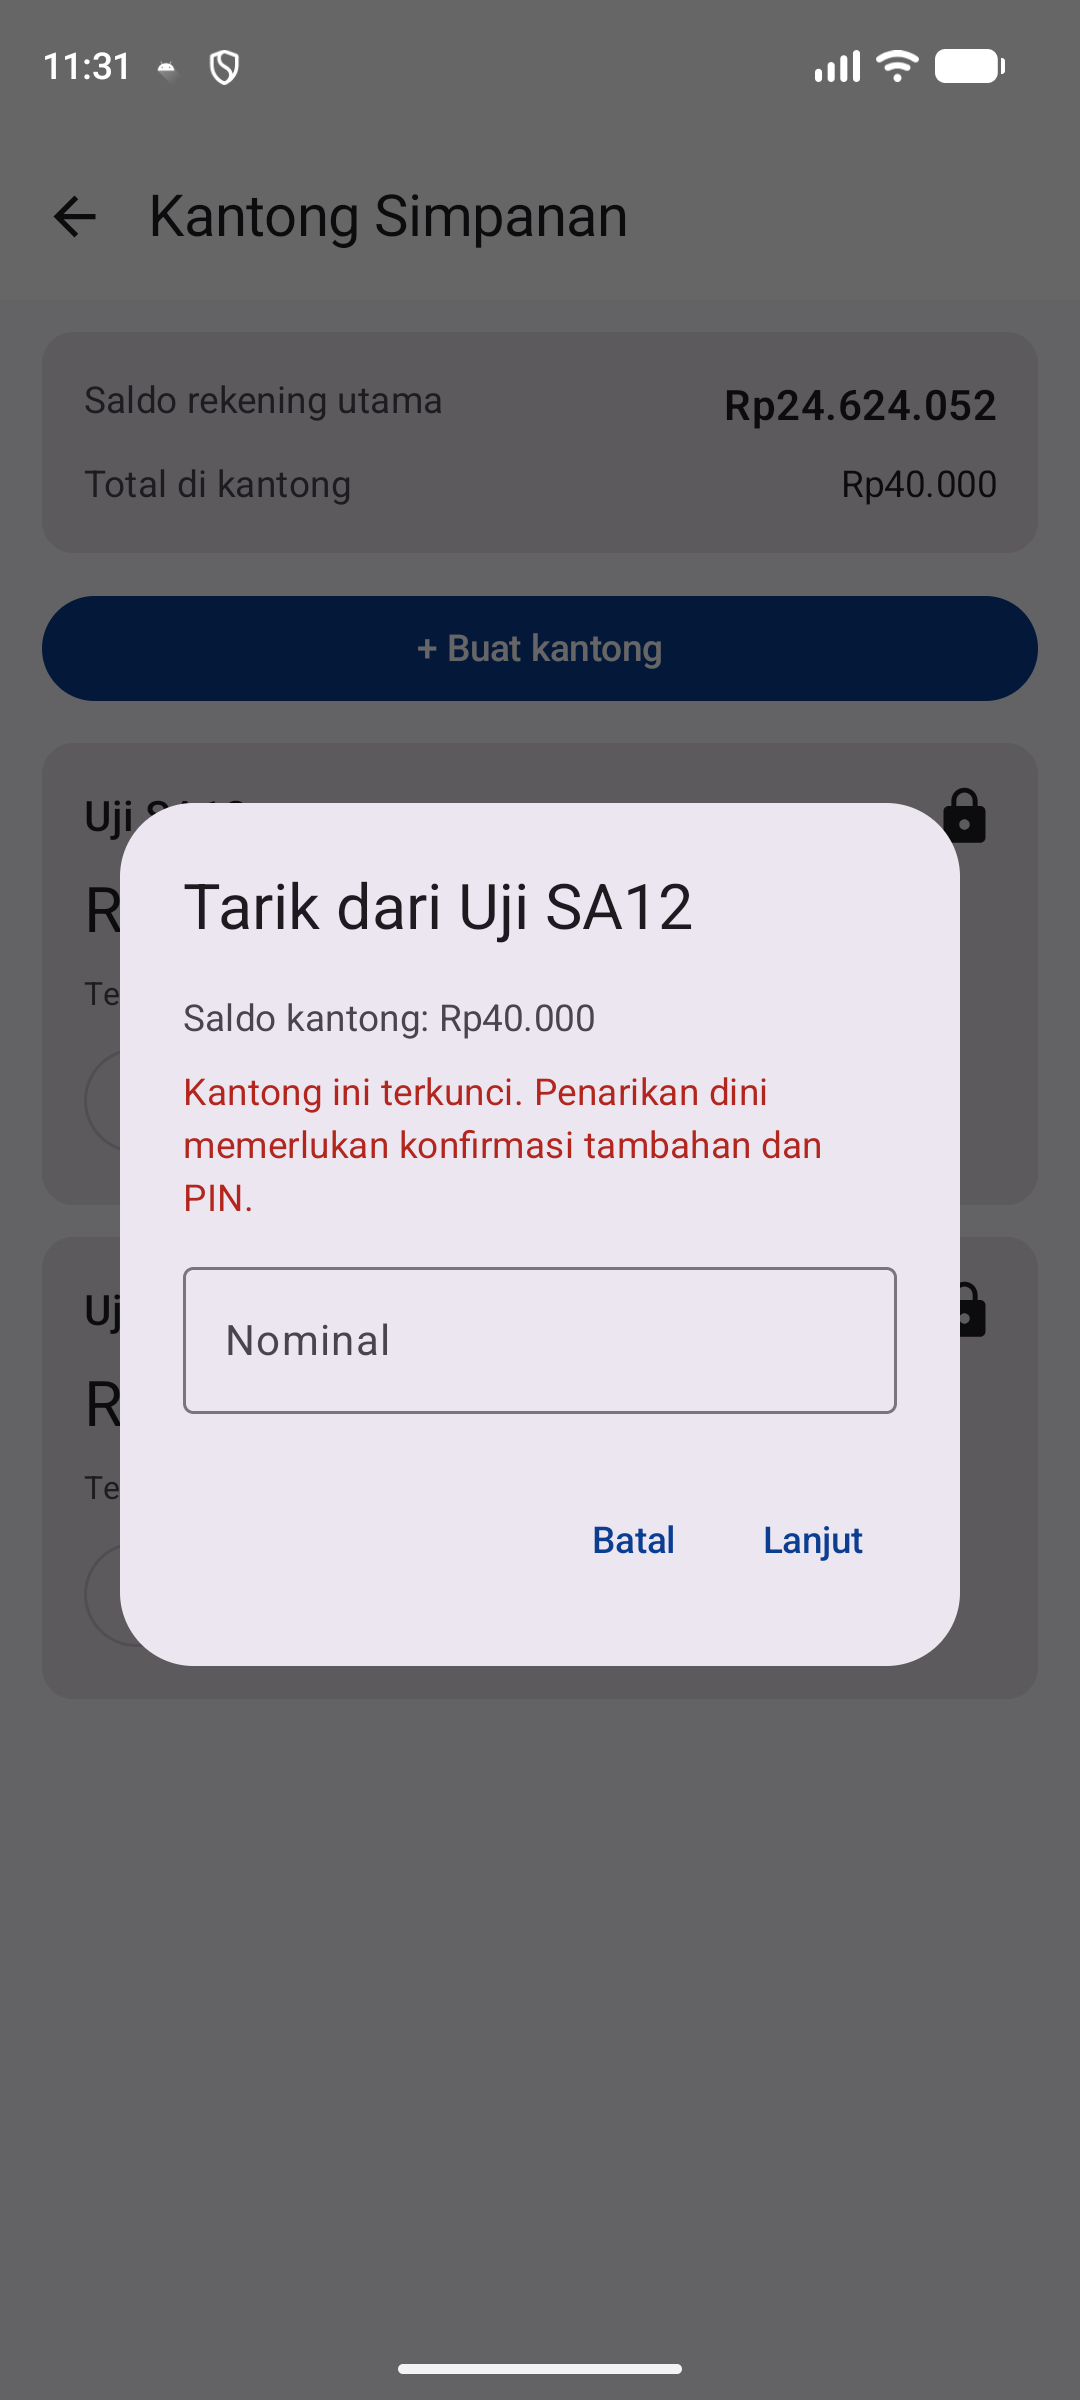 11:31
Kantong Simpanan
Saldo rekening utama Rp24.624.052
Total di kantong Rp40.000
+ Buat kantong
Uji
Tarik dari Uji SA12
Saldo kantong: Rp40.000
Kantong ini terkunci. Penarikan dini
memerlukan konfirmasi tambahan dan
PIN.
Nominal
Batal Lanjut